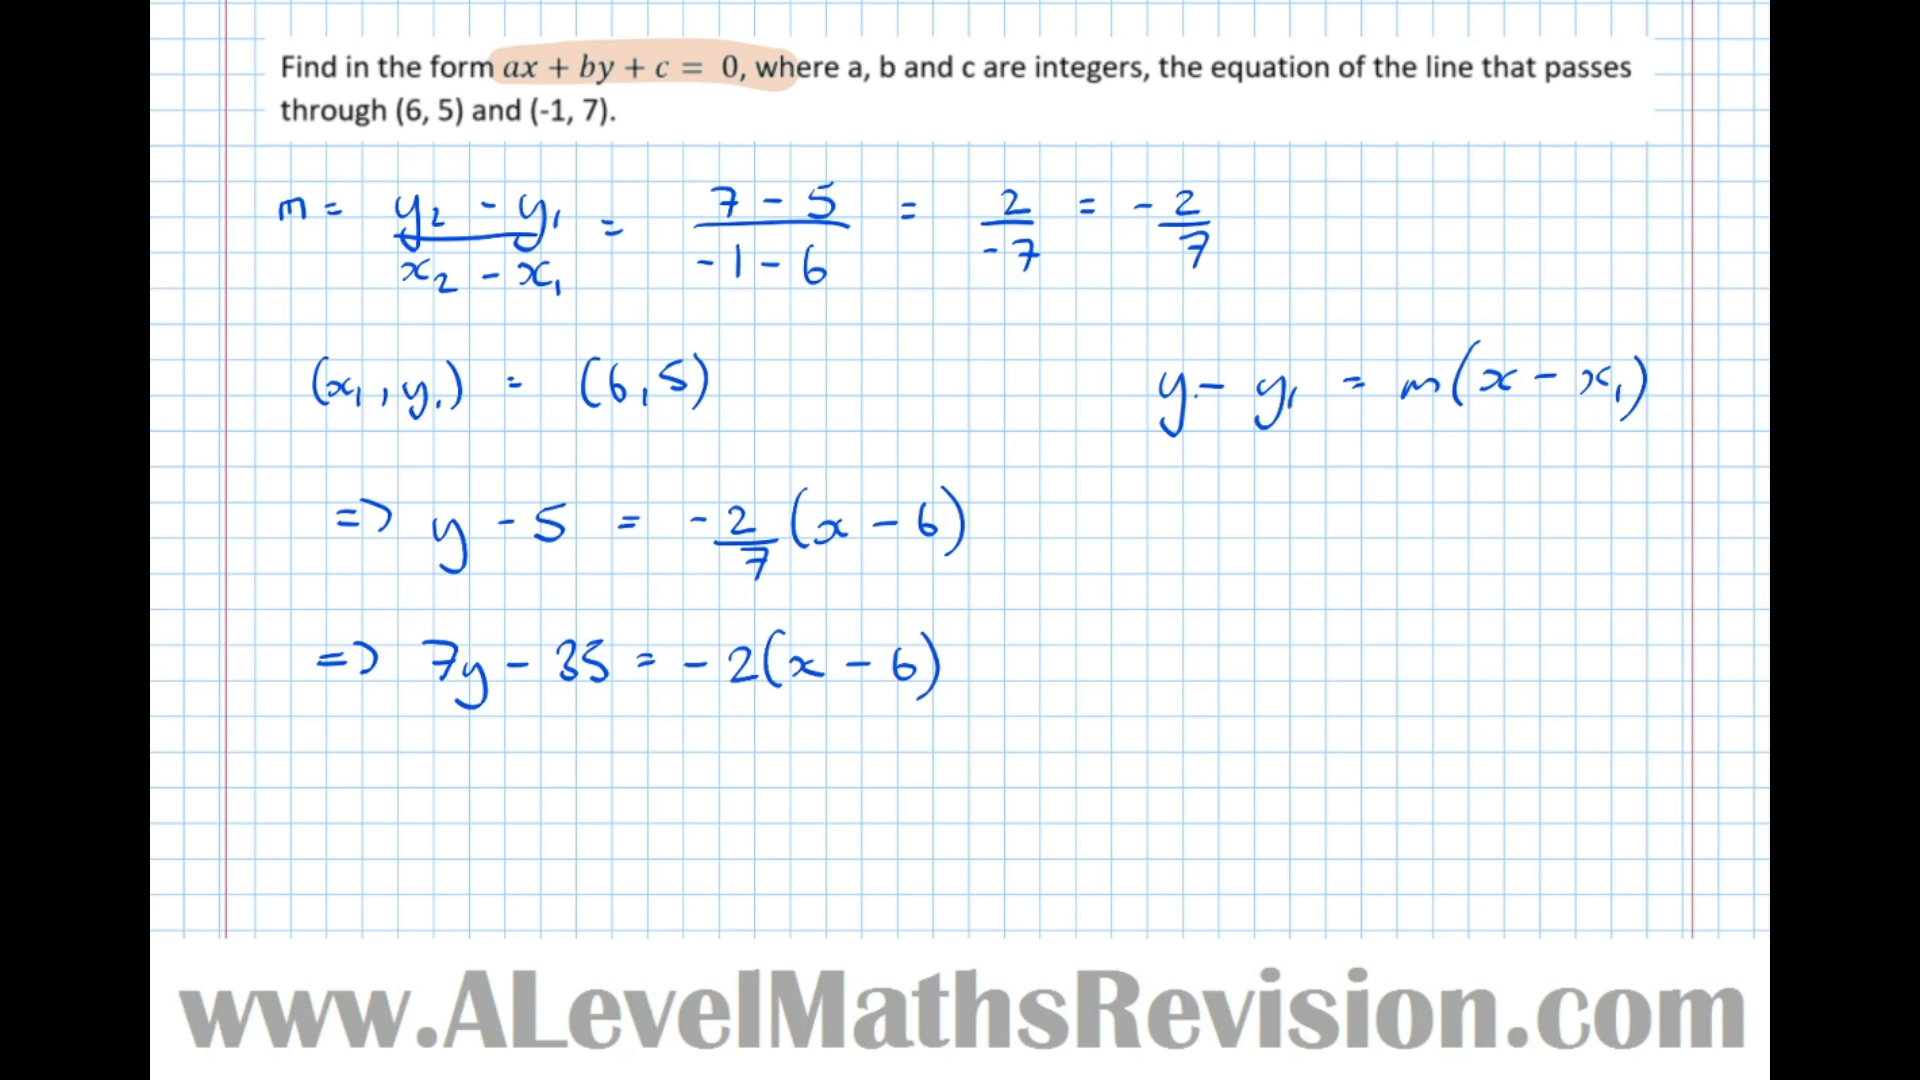 Find in the form ax + by + c = 0, where a, b and c are integers, the equation of the line that passes
through (6, 5) and (-1, 7).
m = (y₂ - y₁)/(x₂ - x₁) = (7 - 5)/(-1 - 6) = 2/-7 = -2/7
(x₁, y₁) = (6, 5) y - y₁ = m(x - x₁)
=> y - 5 = -2/7 (x - 6)
=> 7y - 35 = -2(x - 6)
www.ALevelMathsRevision.com